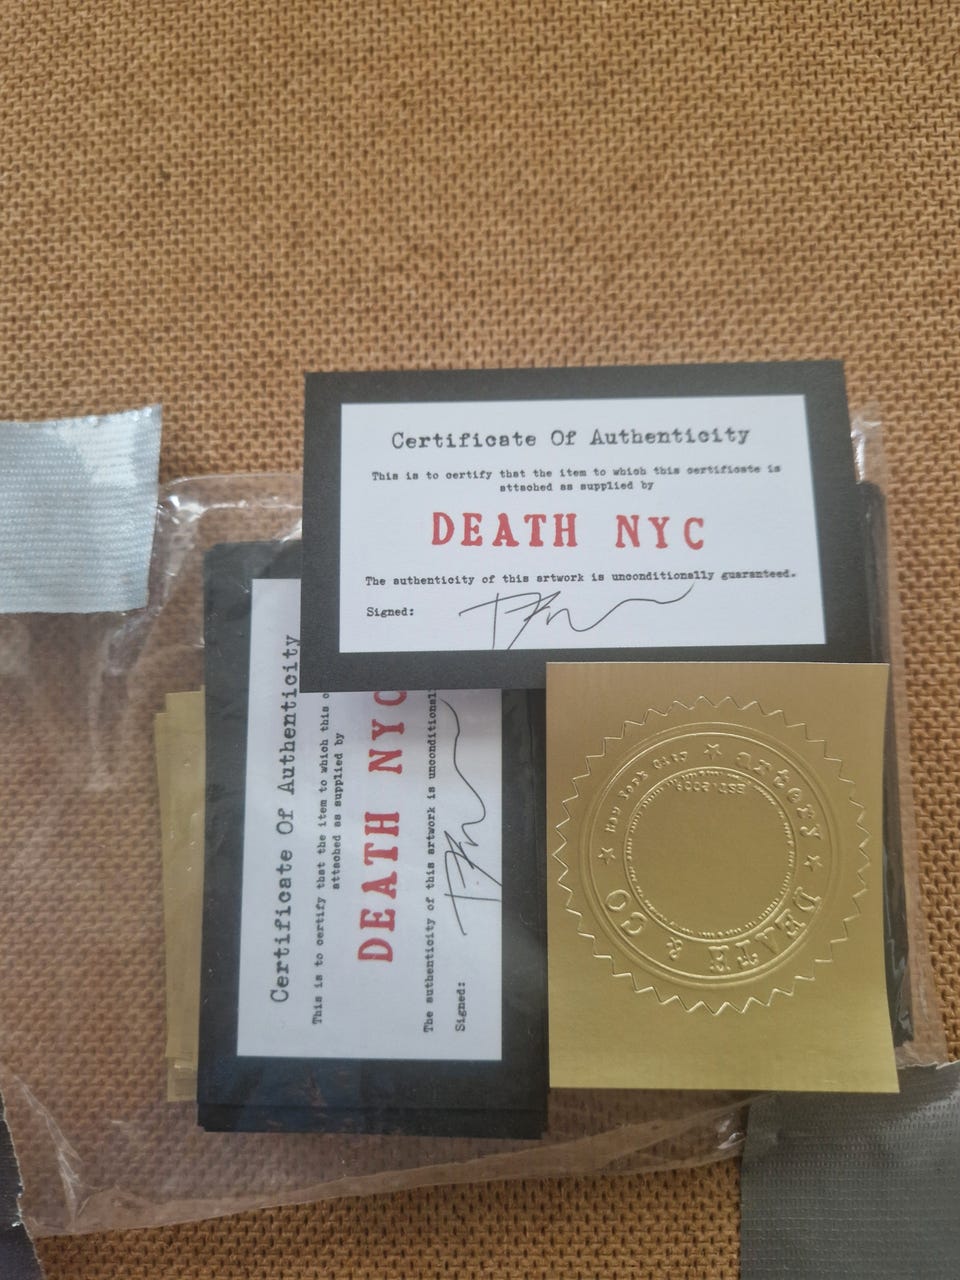 Certificate Of Authenticity
This is to certify that the item to which this certificate is
attached as supplied by
DEATH NYC
The authenticity of this artwork is unconditionally guaranteed.
Signed:
Certificate Of Authenticity
This is to certify that the item to which this
attached as supplied by
DEATH NYC
The authenticity of this artwork is unconditional
Signed:
New York City
DEATH & CO
EST. 2009